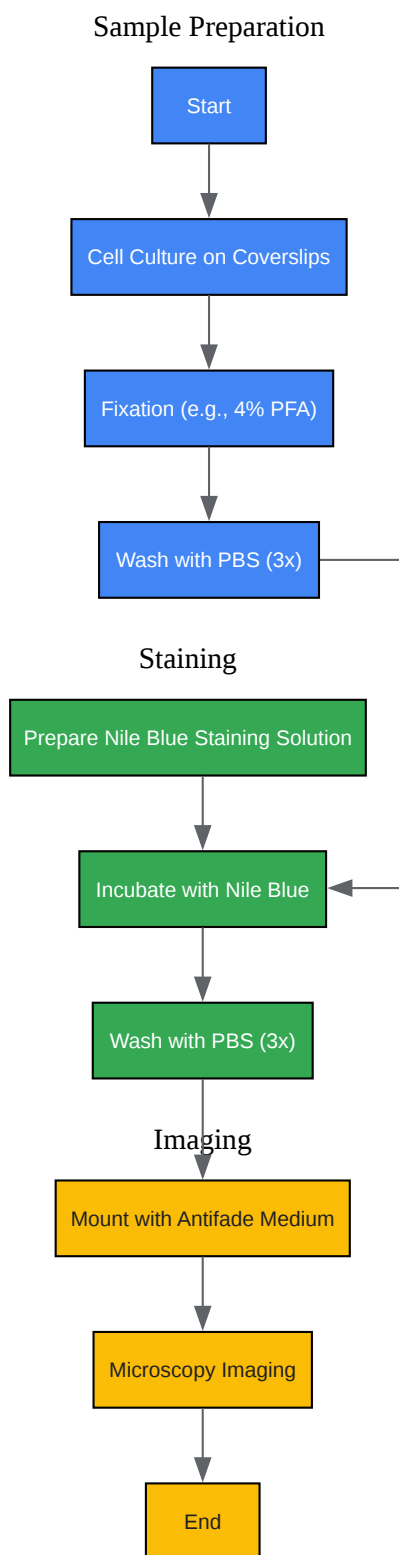 Sample Preparation
Start
Cell Culture on Coverslips
Fixation (e.g., 4% PFA)
Wash with PBS (3x)
Staining
Prepare Nile Blue Staining Solution
Incubate with Nile Blue
Wash with PBS (3x)
Imaging
Mount with Antifade Medium
Microscopy Imaging
End